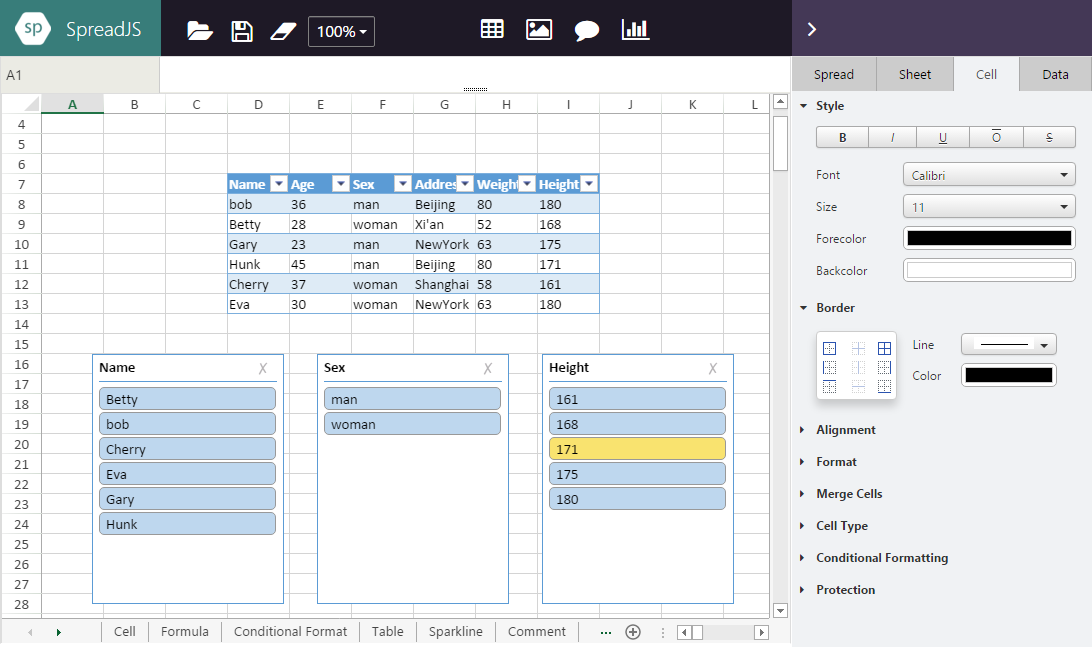 sp SpreadJS 100%
A1
Spread Sheet Cell Data
A B C D E F G H I J K L
4
5
6
7 Name Age Sex Addres Weight Height
8 bob 36 man Beijing 80 180
9 Betty 28 woman Xi'an 52 168
10 Gary 23 man NewYork 63 175
11 Hunk 45 man Beijing 80 171
12 Cherry 37 woman Shanghai 58 161
13 Eva 30 woman NewYork 63 180
14
15
16
17
18
19
20
21
22
23
24
25
26
27
28
Name X
Betty
bob
Cherry
Eva
Gary
Hunk
Sex X
man
woman
Height X
161
168
171
175
180
Cell Formula Conditional Format Table Sparkline Comment ...
Style
B I U O S
Font Calibri
Size 11
Forecolor
Backcolor
Border
Line
Color
Alignment
Format
Merge Cells
Cell Type
Conditional Formatting
Protection